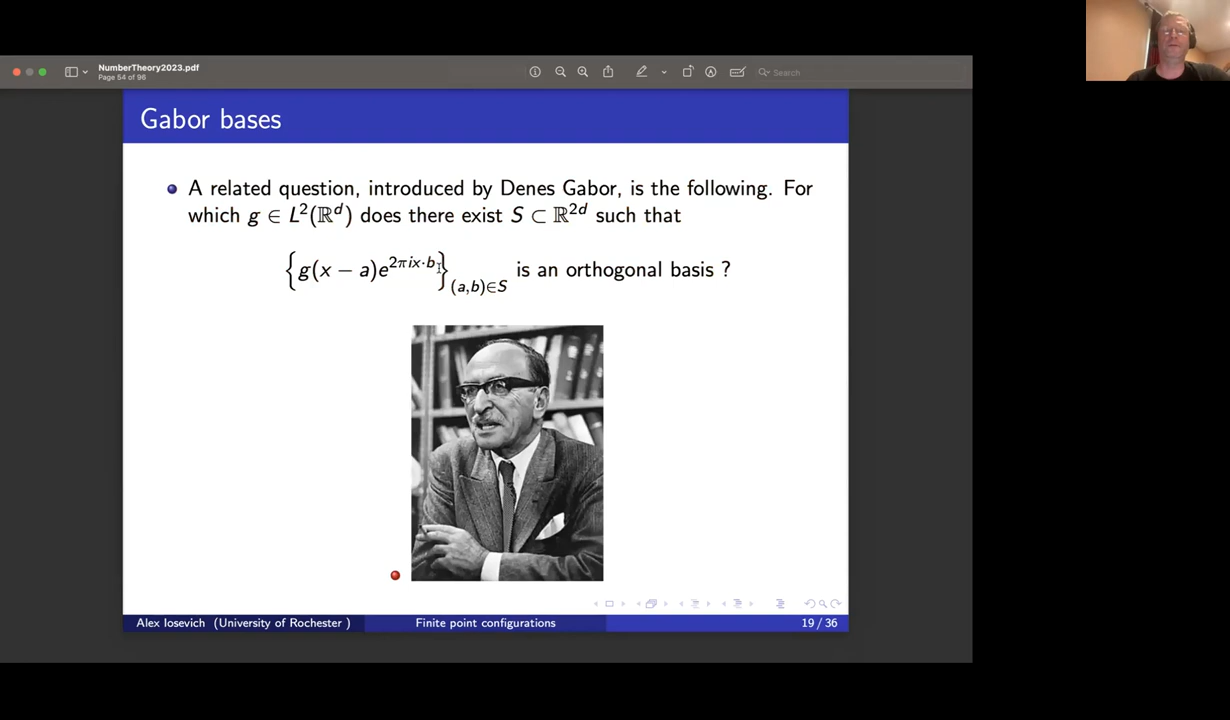 NumberTheory2023.pdf
Page 54 of 96
Search
Gabor bases
A related question, introduced by Denes Gabor, is the following. For
which g ∈ L²(ℝᵈ) does there exist S ⊂ ℝ²ᵈ such that
{g(x − a)e^{2πix·b}}_{(a,b)∈S} is an orthogonal basis ?
Alex Iosevich (University of Rochester ) Finite point configurations 19 / 36